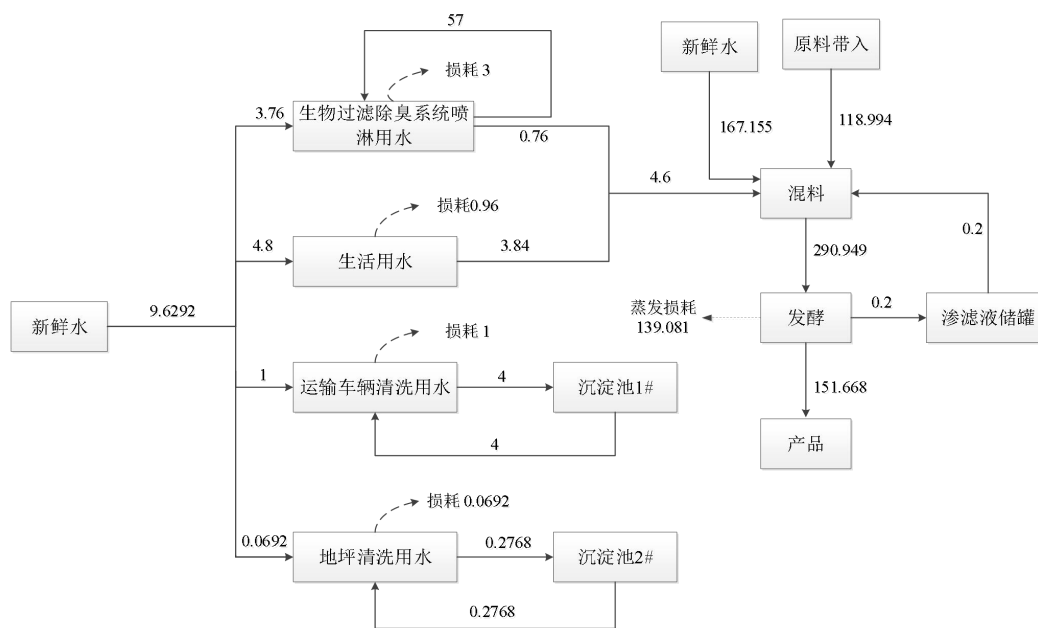 57
损耗 3
新鲜水
原料带入
3.76
生物过滤除臭系统喷
淋用水
0.76
167.155
118.994
4.6
混料
损耗0.96
4.8
生活用水
3.84
0.2
290.949
新鲜水
9.6292
蒸发损耗
139.081
发酵
0.2
渗滤液储罐
损耗 1
1
运输车辆清洗用水
4
沉淀池1#
151.668
4
产品
损耗 0.0692
0.0692
地坪清洗用水
0.2768
沉淀池2#
0.2768